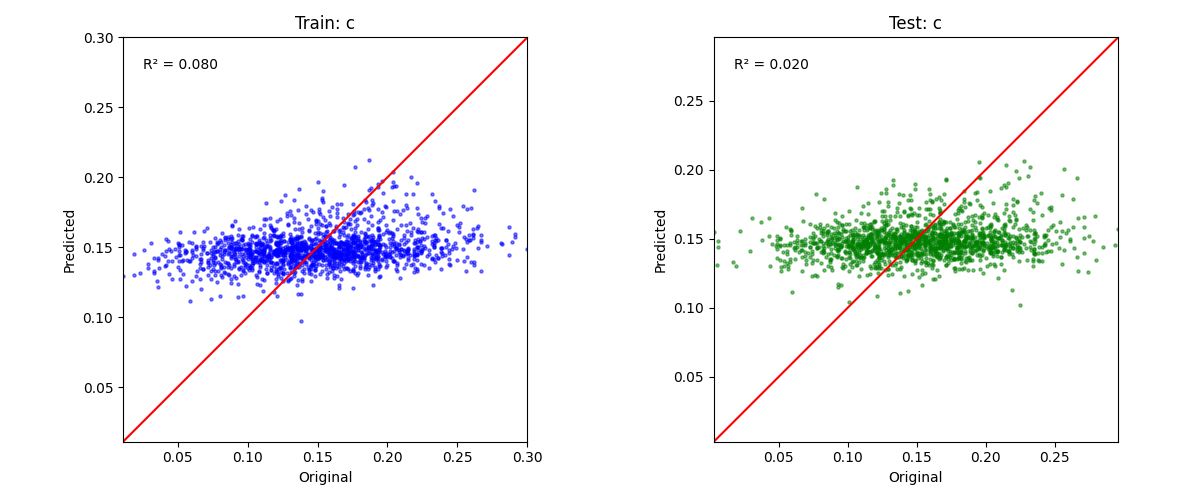 Train: c
R² = 0.080
Predicted
0.30
0.25
0.20
0.15
0.10
0.05
0.05 0.10 0.15 0.20 0.25 0.30
Original
Test: c
R² = 0.020
Predicted
0.25
0.20
0.15
0.10
0.05
0.05 0.10 0.15 0.20 0.25
Original